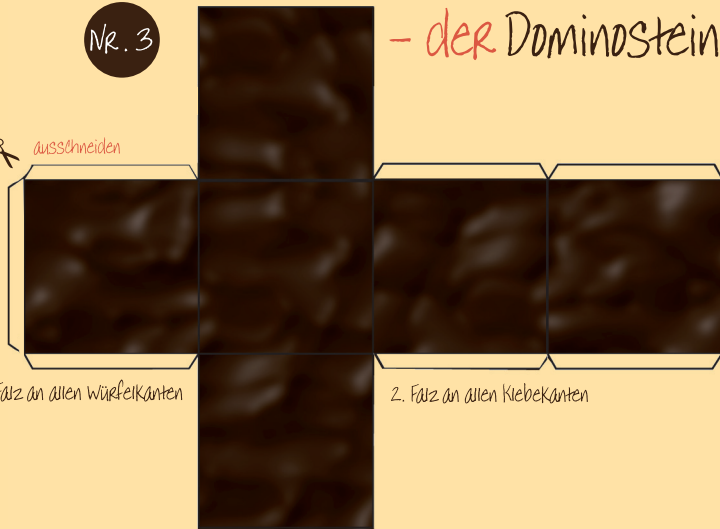 Nr. 3
- der Dominostein
ausschneiden
Falz an allen Würfelkanten
2. Falz an allen Klebekanten